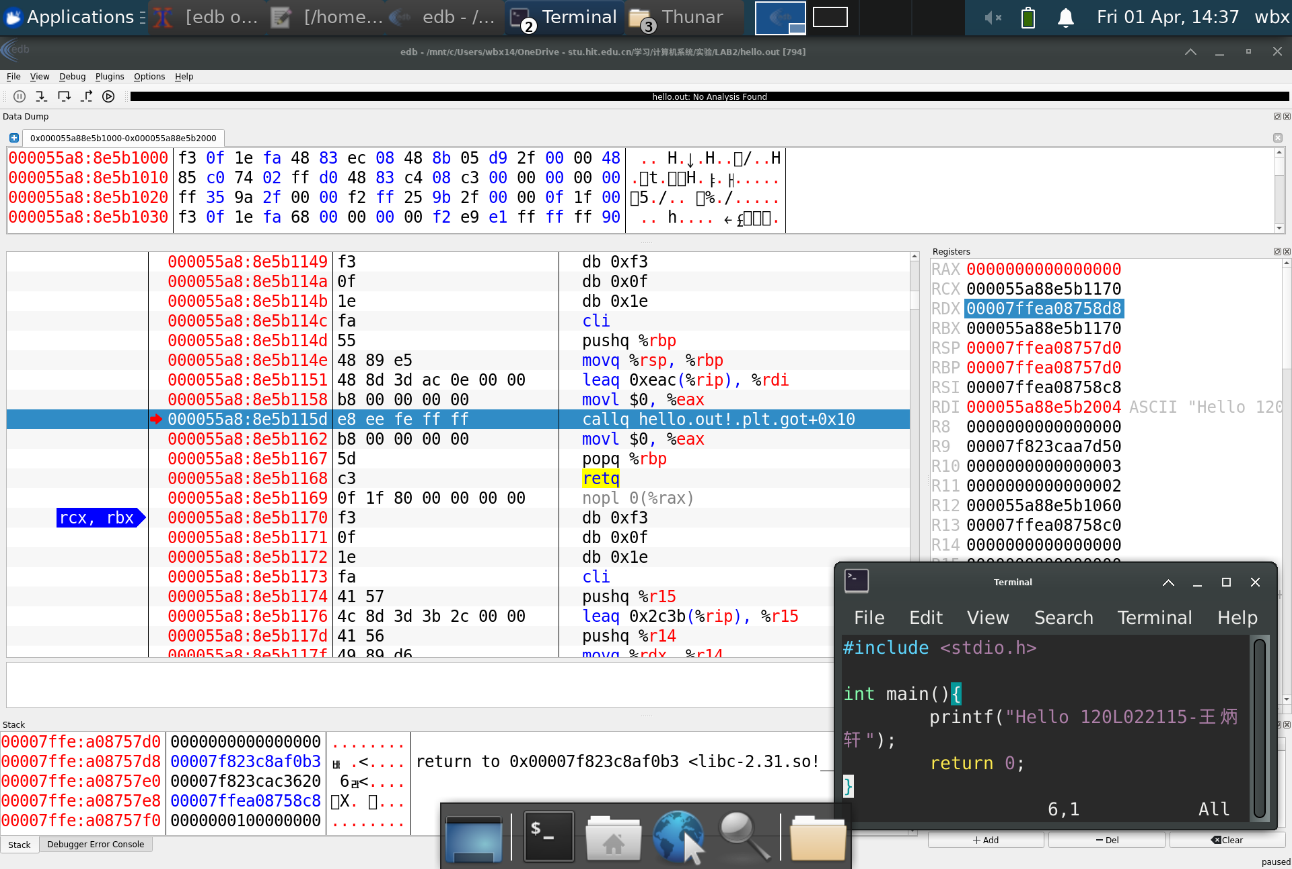 Applications [edb o... [/home... edb - /... Terminal Thunar Fri 01 Apr, 14:37 wbx
2 3
edb
edb - /mnt/c/Users/wbx14/OneDrive - stu.hit.edu.cn/学习/计算机系统/实验/LAB2/hello.out [794]
File View Debug Plugins Options Help
hello.out: No Analysis Found
Data Dump
0x000055a88e5b1000-0x000055a88e5b2000
000055a8:8e5b1000 f3 0f 1e fa 48 83 ec 08 48 8b 05 d9 2f 00 00 48
000055a8:8e5b1010 85 c0 74 02 ff d0 48 83 c4 08 c3 00 00 00 00 00
000055a8:8e5b1020 ff 35 9a 2f 00 00 f2 ff 25 9b 2f 00 00 0f 1f 00
000055a8:8e5b1030 f3 0f 1e fa 68 00 00 00 00 f2 e9 e1 ff ff ff 90
000055a8:8e5b1149 f3 db 0xf3
000055a8:8e5b114a 0f db 0x0f
000055a8:8e5b114b 1e db 0x1e
000055a8:8e5b114c fa cli
000055a8:8e5b114d 55 pushq %rbp
000055a8:8e5b114e 48 89 e5 movq %rsp, %rbp
000055a8:8e5b1151 48 8d 3d ac 0e 00 00 leaq 0xeac(%rip), %rdi
000055a8:8e5b1158 b8 00 00 00 00 movl $0, %eax
000055a8:8e5b115d e8 ee fe ff ff callq hello.out!.plt.got+0x10
000055a8:8e5b1162 b8 00 00 00 00 movl $0, %eax
000055a8:8e5b1167 5d popq %rbp
000055a8:8e5b1168 c3 retq
000055a8:8e5b1169 0f 1f 80 00 00 00 00 nopl 0(%rax)
rcx, rbx 000055a8:8e5b1170 f3 db 0xf3
000055a8:8e5b1171 0f db 0x0f
000055a8:8e5b1172 1e db 0x1e
000055a8:8e5b1173 fa cli
000055a8:8e5b1174 41 57 pushq %r15
000055a8:8e5b1176 4c 8d 3d 3b 2c 00 00 leaq 0x2c3b(%rip), %r15
000055a8:8e5b117d 41 56 pushq %r14
000055a8:8e5b117f 49 89 d6 movq %rdx, %r14
Registers
RAX 0000000000000000
RCX 000055a88e5b1170
RDX 00007ffea08758d8
RBX 000055a88e5b1170
RSP 00007ffea08757d0
RBP 00007ffea08757d0
RSI 00007ffea08758c8
RDI 000055a88e5b2004 ASCII "Hello 120
R8 0000000000000000
R9 00007f823caa7d50
R10 0000000000000003
R11 0000000000000002
R12 000055a88e5b1060
R13 00007ffea08758c0
R14 0000000000000000
Terminal
File Edit View Search Terminal Help
#include <stdio.h>
int main(){
printf("Hello 120L022115-王炳
轩");
return 0;
}
6,1 All
Stack
00007ffe:a08757d0 0000000000000000 ........
00007ffe:a08757d8 00007f823c8af0b3 return to 0x00007f823c8af0b3 <libc-2.31.so!_
00007ffe:a08757e0 00007f823cac3620
00007ffe:a08757e8 00007ffea08758c8
00007ffe:a08757f0 0000000100000000 ........
Stack Debugger Error Console
Add Del Clear
paused